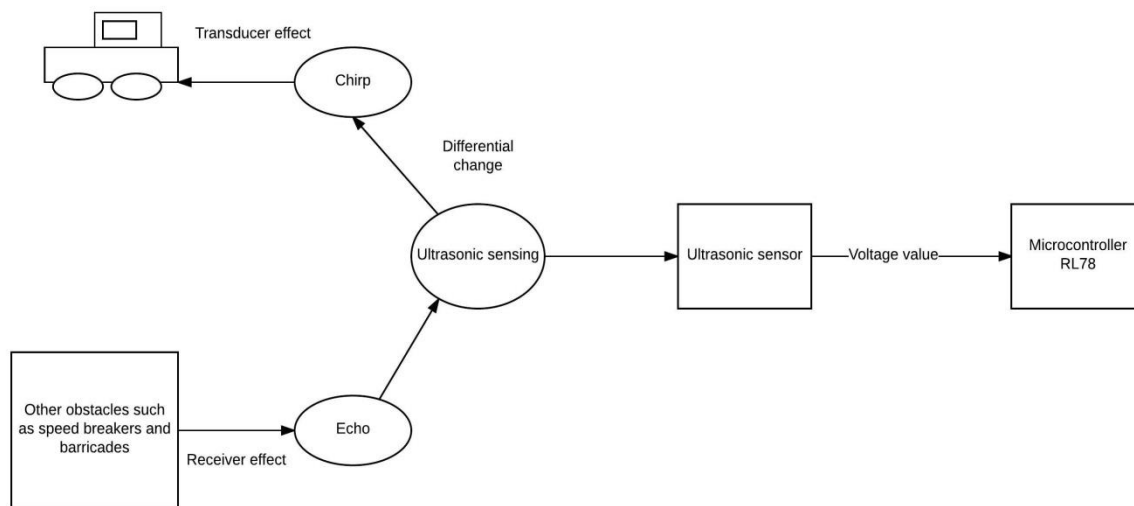 Transducer effect
Chirp
Differential
change
Ultrasonic sensing
Ultrasonic sensor
Voltage value
Microcontroller
RL78
Other obstacles such
as speed breakers and
barricades
Receiver effect
Echo